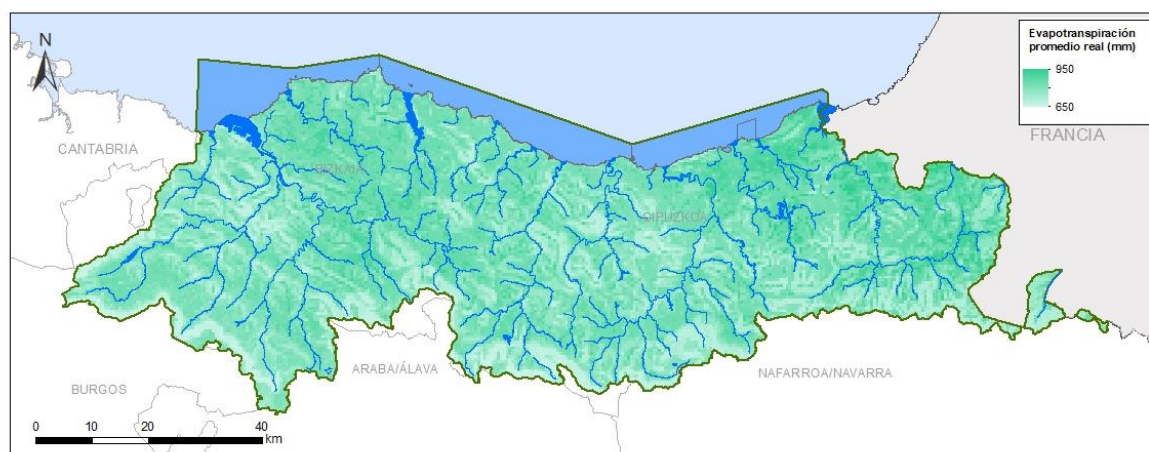 N
Evapotranspiración
promedio real (mm)
950
650
FRANCIA
CANTABRIA
BIZKAIA
GIPUZKOA
ARABA/ÁLAVA
NAFARROA/NAVARRA
BURGOS
0 10 20 40
km